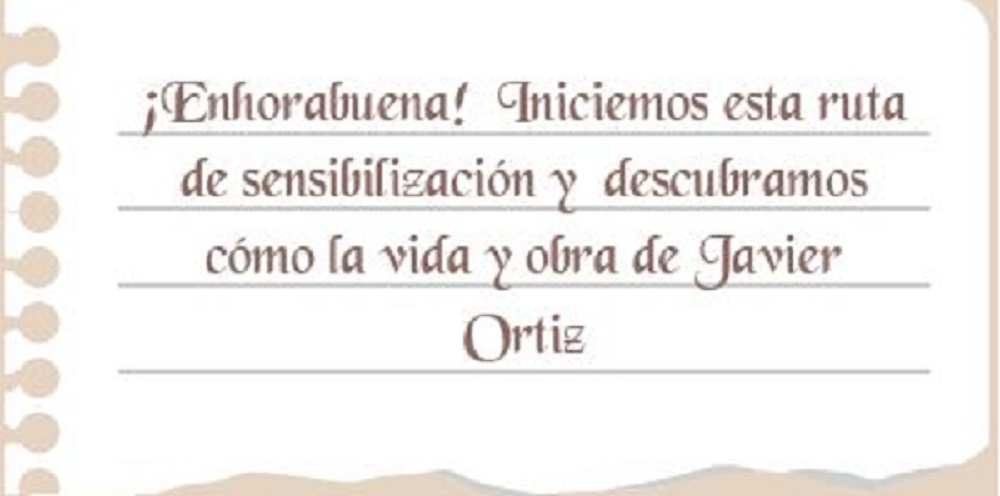 ¡Enhorabuena! Iniciemos esta ruta
de sensibilización y descubramos
cómo la vida y obra de Javier
Ortiz